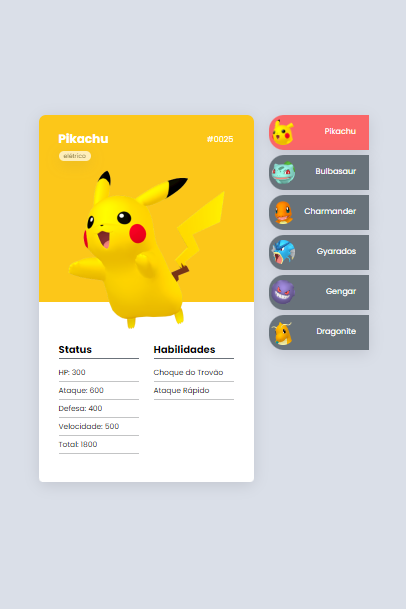 Pikachu
#0025
elétrico
Status
HP: 300
Ataque: 600
Defesa: 400
Velocidade: 500
Total: 1800
Habilidades
Choque do Trovão
Ataque Rápido
Pikachu
Bulbasaur
Charmander
Gyarados
Gengar
Dragonite